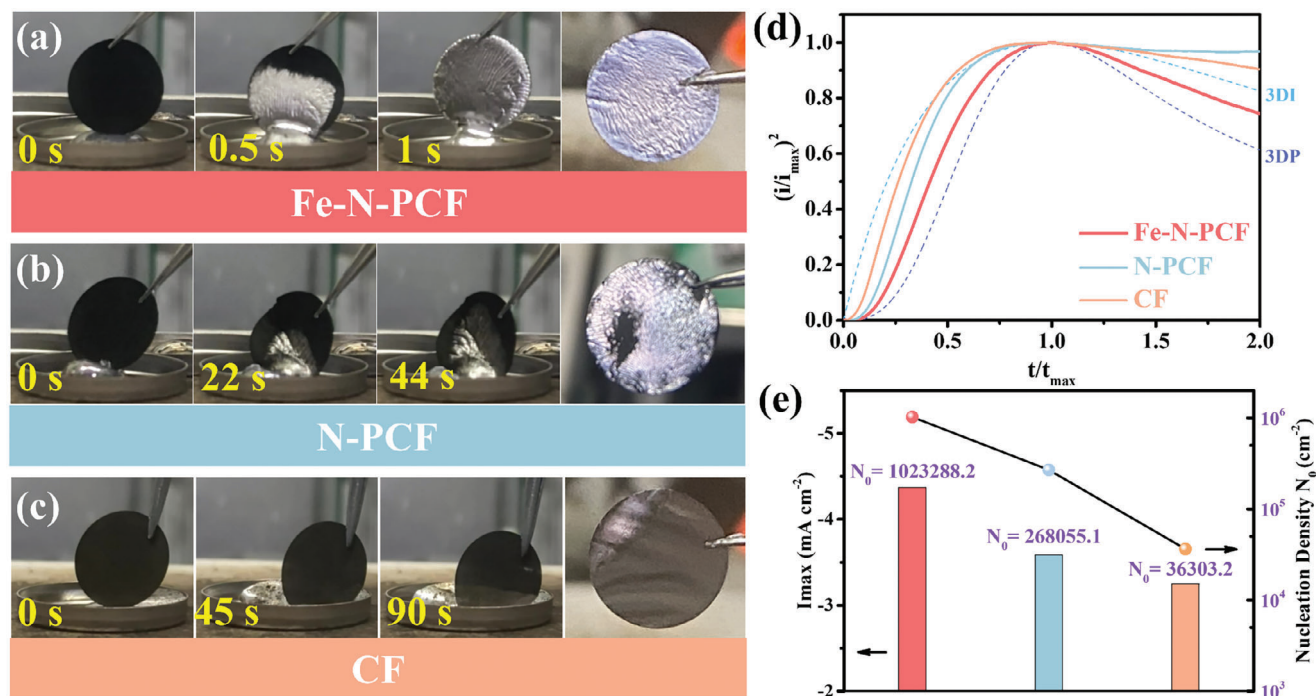 (a)
0 s
0.5 s
1 s
Fe-N-PCF
(b)
0 s
22 s
44 s
N-PCF
(c)
0 s
45 s
90 s
CF
(d)
(i/i_max)²
1.0
0.8
0.6
0.4
0.2
0.0
3DI
3DP
Fe-N-PCF
N-PCF
CF
0.0 0.5 1.0 1.5 2.0
t/t_max
(e)
Imax (mA cm⁻²)
-5
-4
-3
-2
N₀= 1023288.2
N₀= 268055.1
N₀= 36303.2
10⁶
10⁵
10⁴
10³
Nucleation Density N₀ (cm⁻²)